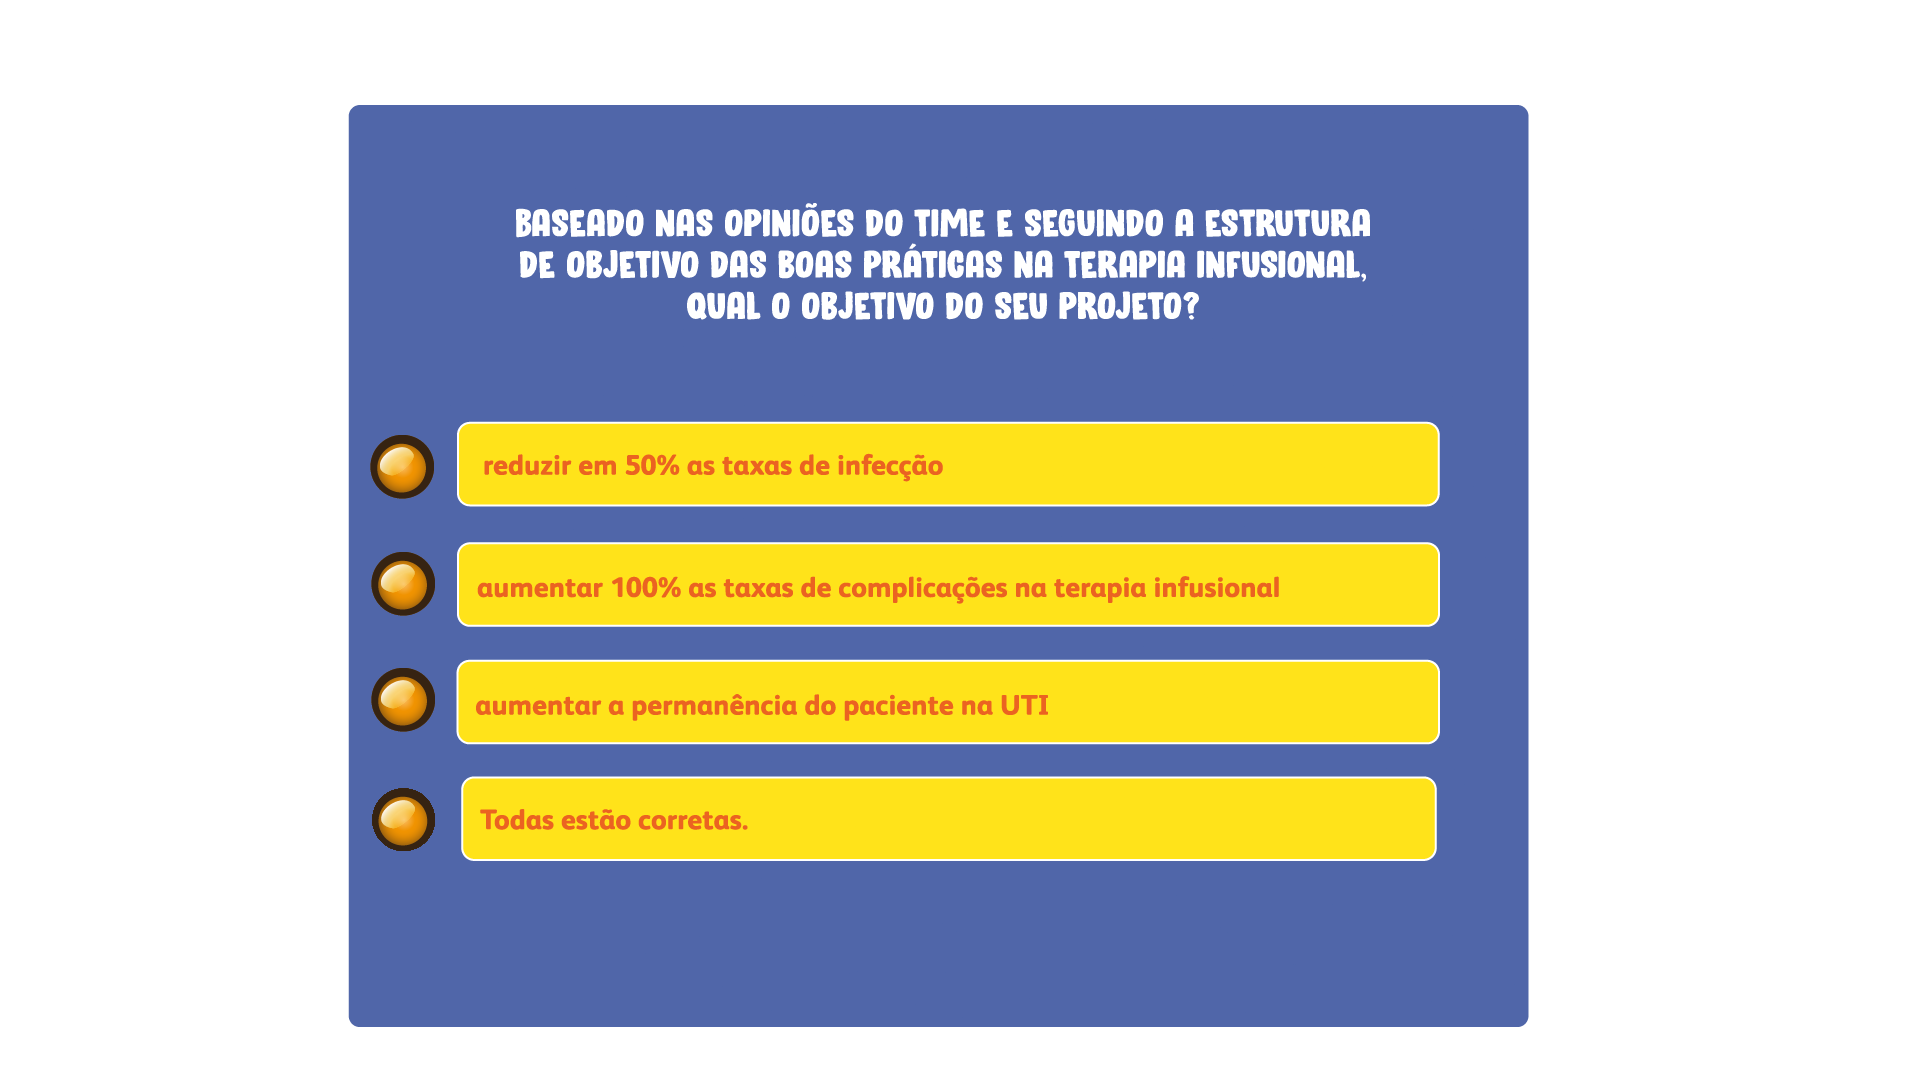 BASEADO NAS OPINIÕES DO TIME E SEGUINDO A ESTRUTURA
DE OBJETIVO DAS BOAS PRÁTICAS NA TERAPIA INFUSIONAL,
QUAL O OBJETIVO DO SEU PROJETO?
reduzir em 50% as taxas de infecção
aumentar 100% as taxas de complicações na terapia infusional
aumentar a permanência do paciente na UTI
Todas estão corretas.